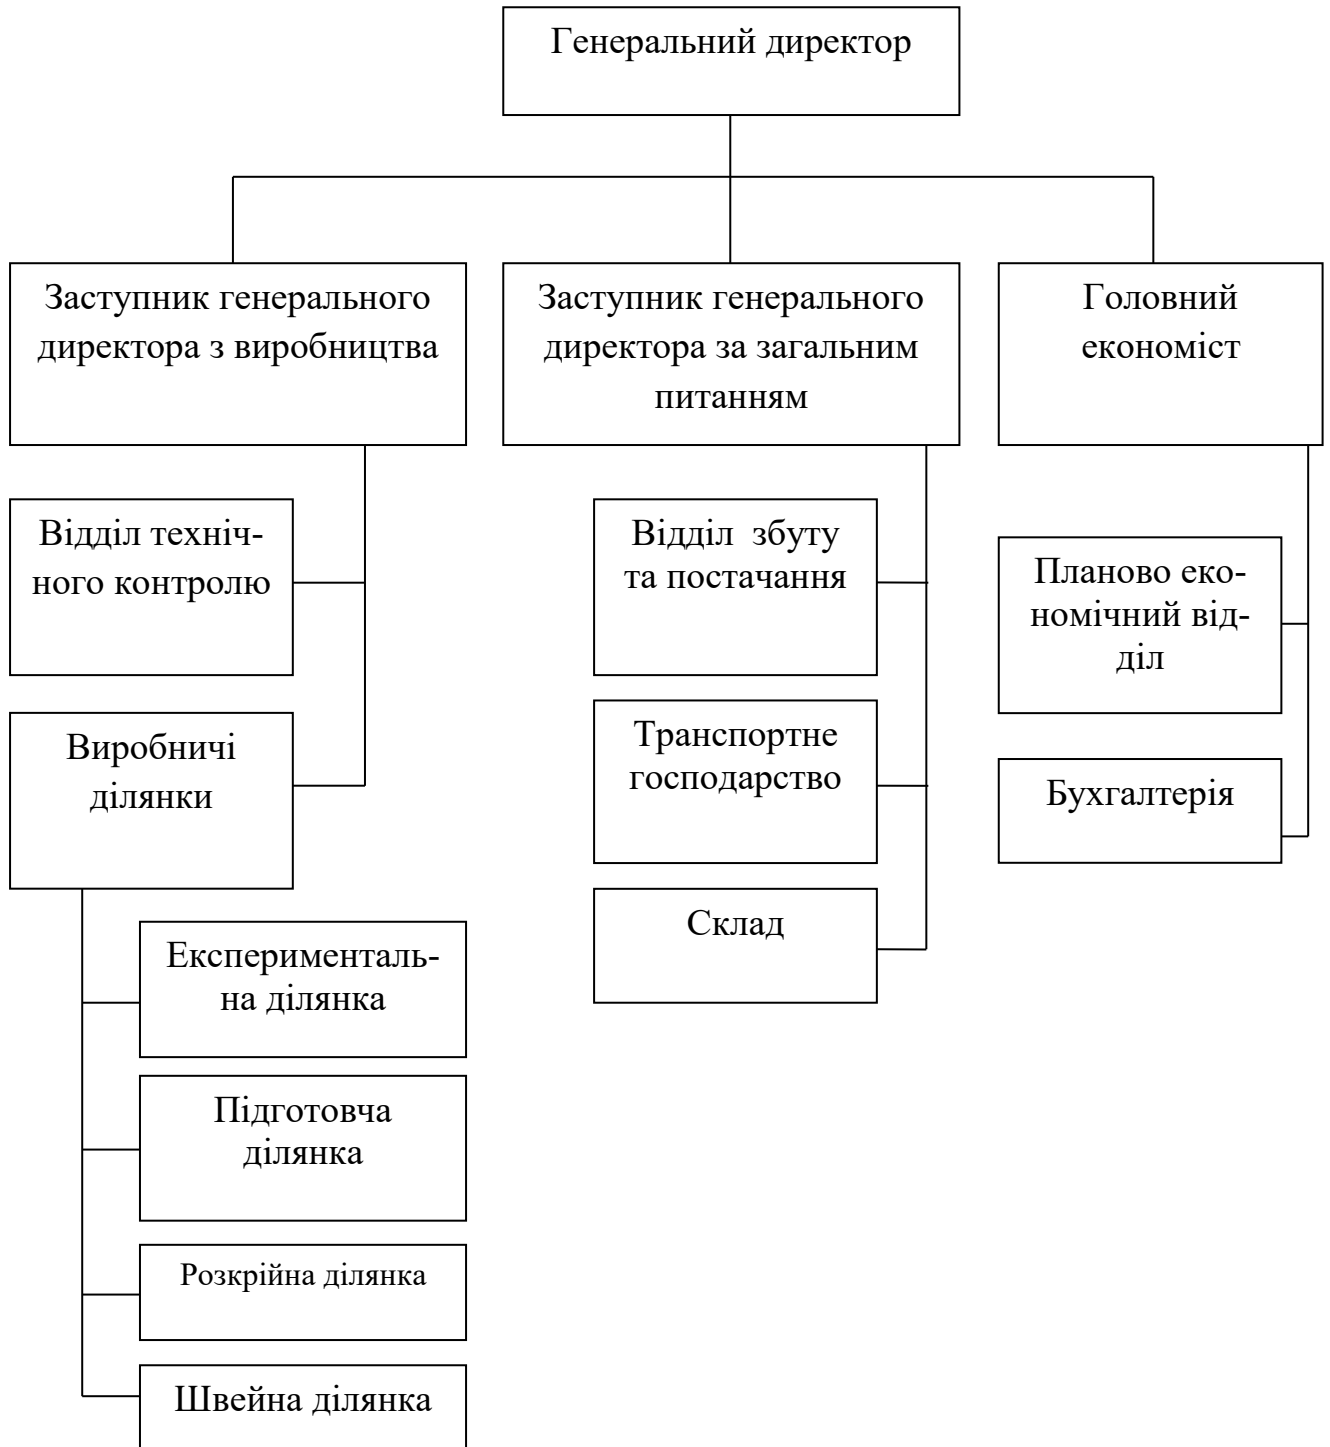 Генеральний директор
Заступник генерального
директора з виробництва
Заступник генерального
директора за загальним
питанням
Головний
економіст
Відділ техніч-
ного контролю
Відділ збуту
та постачання
Планово еко-
номічний від-
діл
Виробничі
ділянки
Транспортне
господарство
Бухгалтерія
Склад
Експерименталь-
на ділянка
Підготовча
ділянка
Розкрійна ділянка
Швейна ділянка